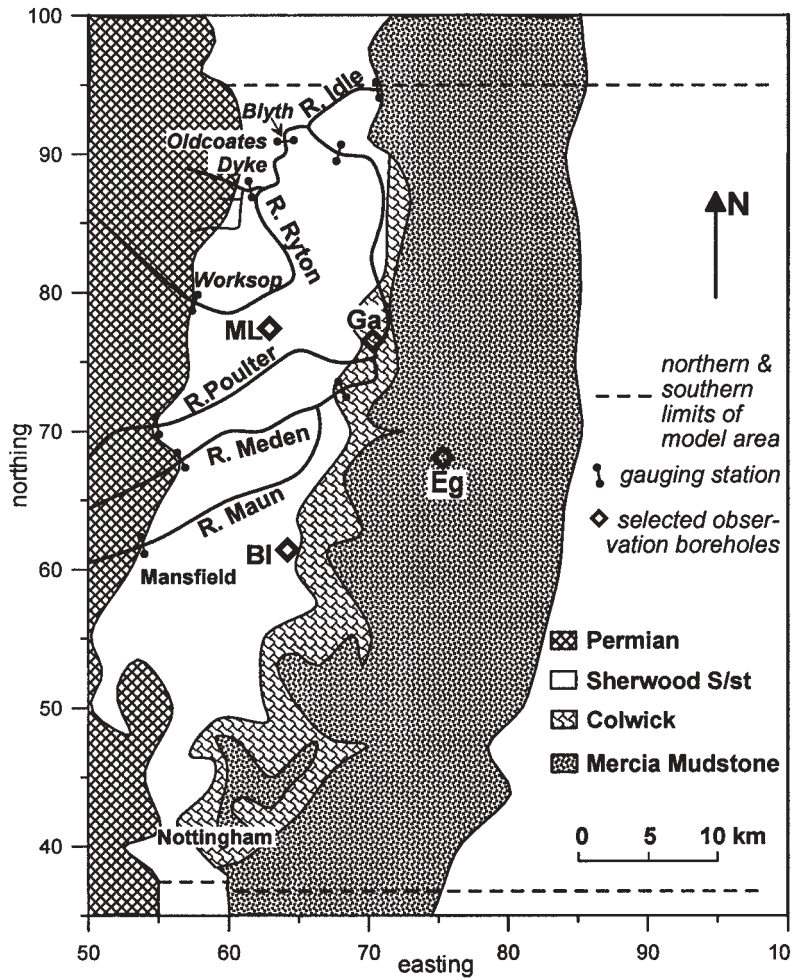 100
90
80
70
60
50
40
northing
50
60
70
80
90
10
easting
R. Idle
Blyth
Oldcoates
Dyke
R. Ryton
Worksop
ML
Ga
R.Poulter
R. Meden
R. Maun
Eg
Bl
Mansfield
Nottingham
N
northern &
southern
limits of
model area
gauging station
selected obser-
vation boreholes
Permian
Sherwood S/st
Colwick
Mercia Mudstone
0 5 10 km